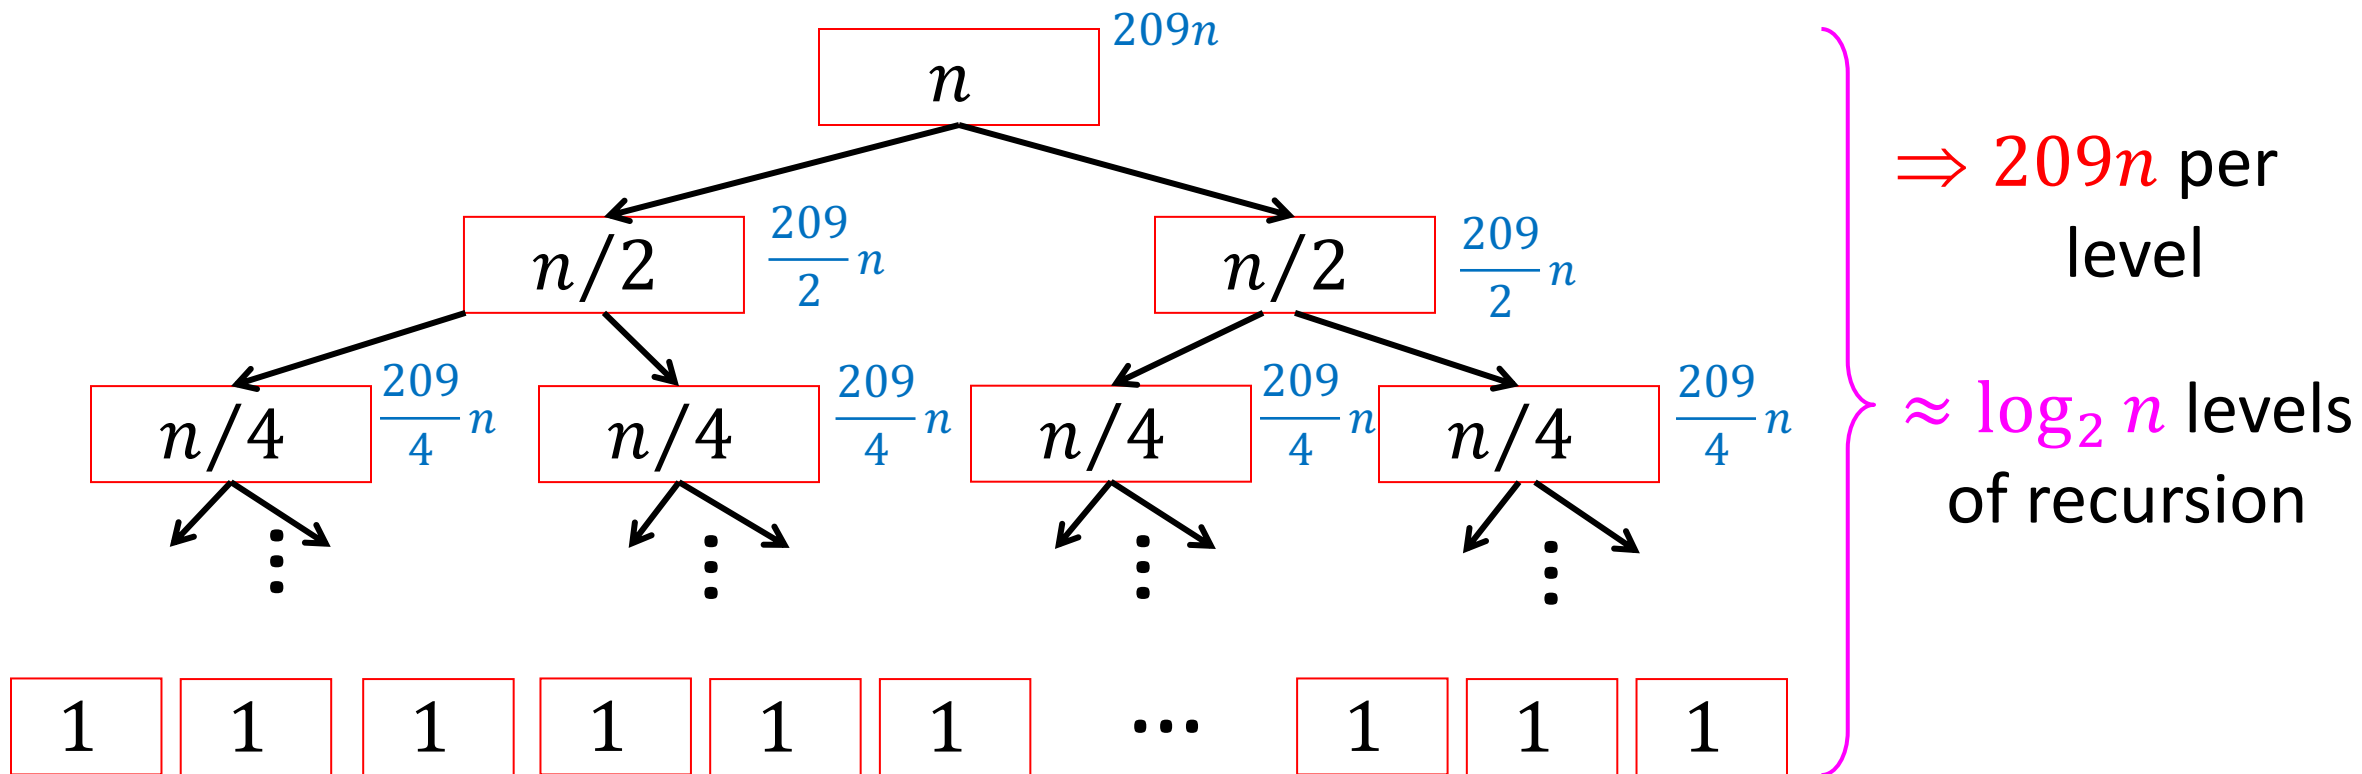 n 209n
⇒ 209n per
level
n/2 209/2 n n/2 209/2 n
n/4 209/4 n n/4 209/4 n n/4 209/4 n n/4 209/4 n
≈ log₂ n levels
of recursion
1 1 1 1 1 1 ... 1 1 1